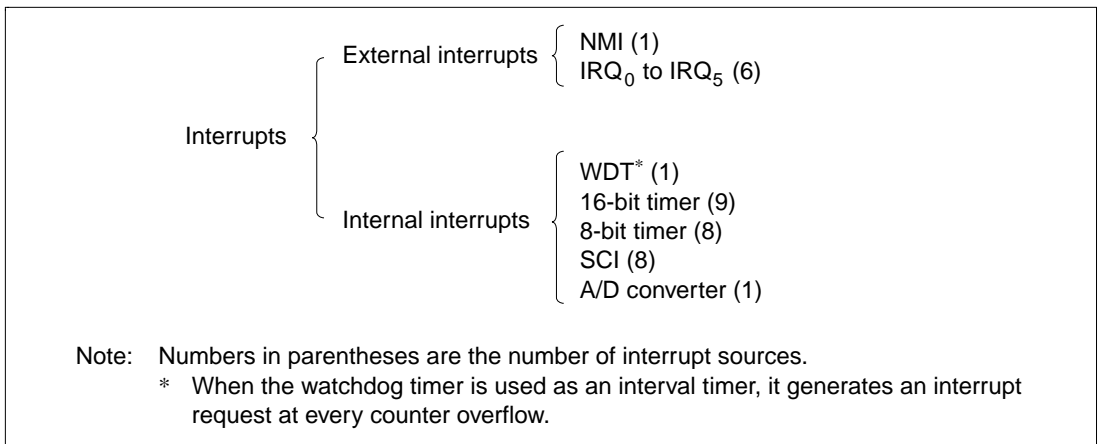 External interrupts
NMI (1)
IRQ0 to IRQ5 (6)
Interrupts
Internal interrupts
WDT* (1)
16-bit timer (9)
8-bit timer (8)
SCI (8)
A/D converter (1)
Note: Numbers in parentheses are the number of interrupt sources.
* When the watchdog timer is used as an interval timer, it generates an interrupt
request at every counter overflow.